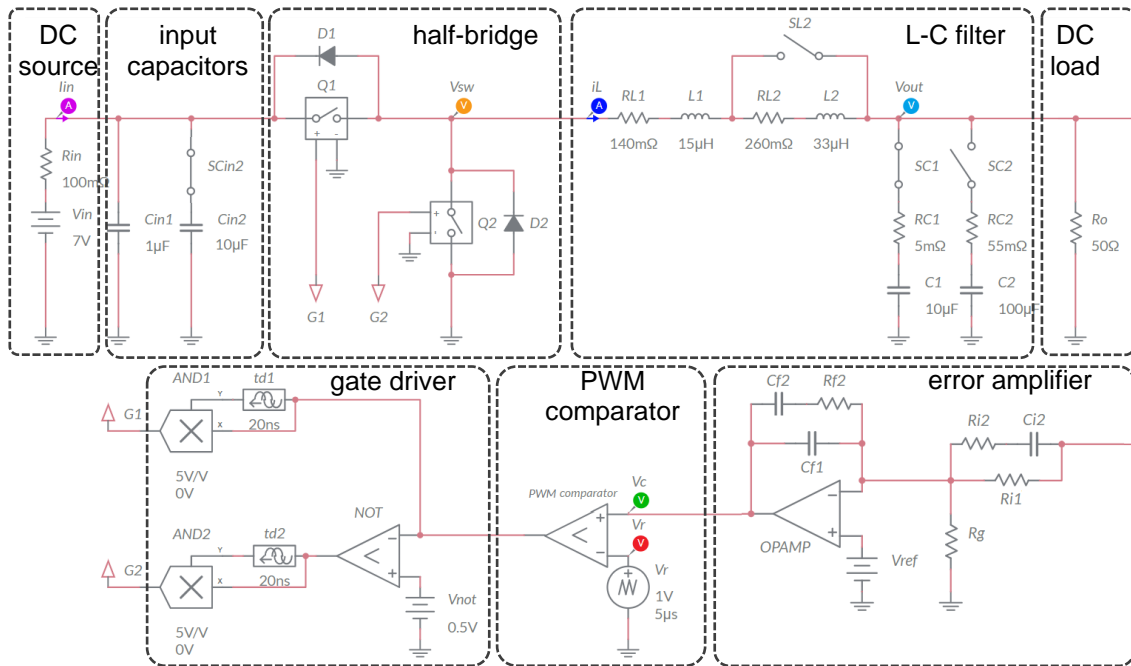 DC
source
input
capacitors
half-bridge
L-C filter
DC
load
Iin
A
Rin
100mΩ
Vin
7V
Cin1
1µF
SCin2
Cin2
10µF
D1
Q1
+ -
Vsw
V
+
-
Q2
D2
G1
G2
iL
A
RL1
140mΩ
L1
15µH
SL2
RL2
260mΩ
L2
33µH
Vout
V
SC1
SC2
RC1
5mΩ
RC2
55mΩ
C1
10µF
C2
100µF
Ro
50Ω
gate driver
PWM
comparator
error amplifier
G1
AND1
Y
X
5V/V
0V
td1
20ns
G2
AND2
Y
X
5V/V
0V
td2
20ns
NOT
<
-
+
Vnot
0.5V
PWM comparator
<
+
-
Vc
V
Vr
V
+
Vr
1V
5µs
Cf2
Rf2
Cf1
-
+
OPAMP
Vref
Ri2
Ci2
Ri1
Rg